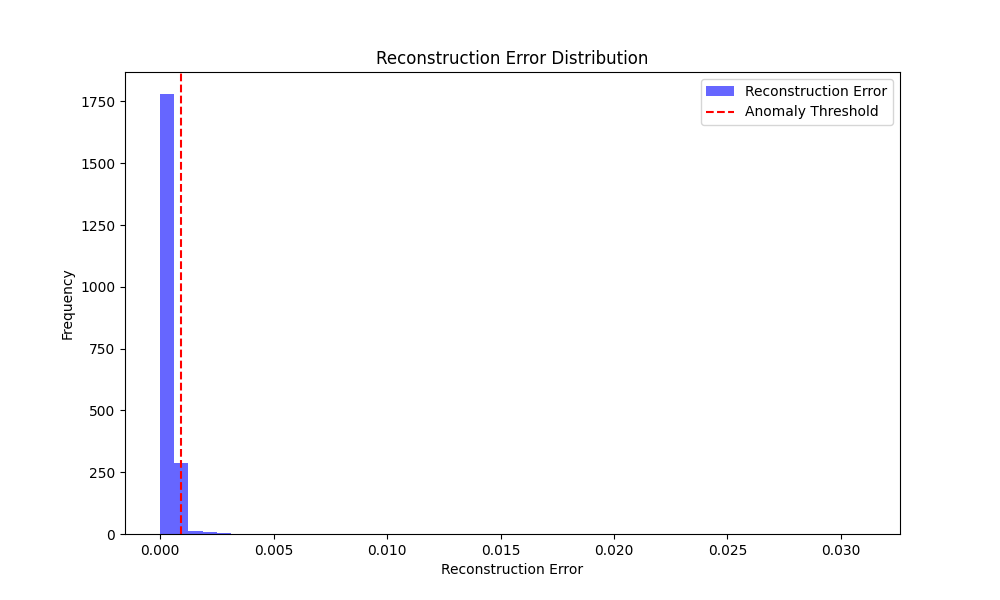 Reconstruction Error Distribution
Reconstruction Error
Anomaly Threshold
1750
1500
1250
1000
750
500
250
0
Frequency
0.000 0.005 0.010 0.015 0.020 0.025 0.030
Reconstruction Error